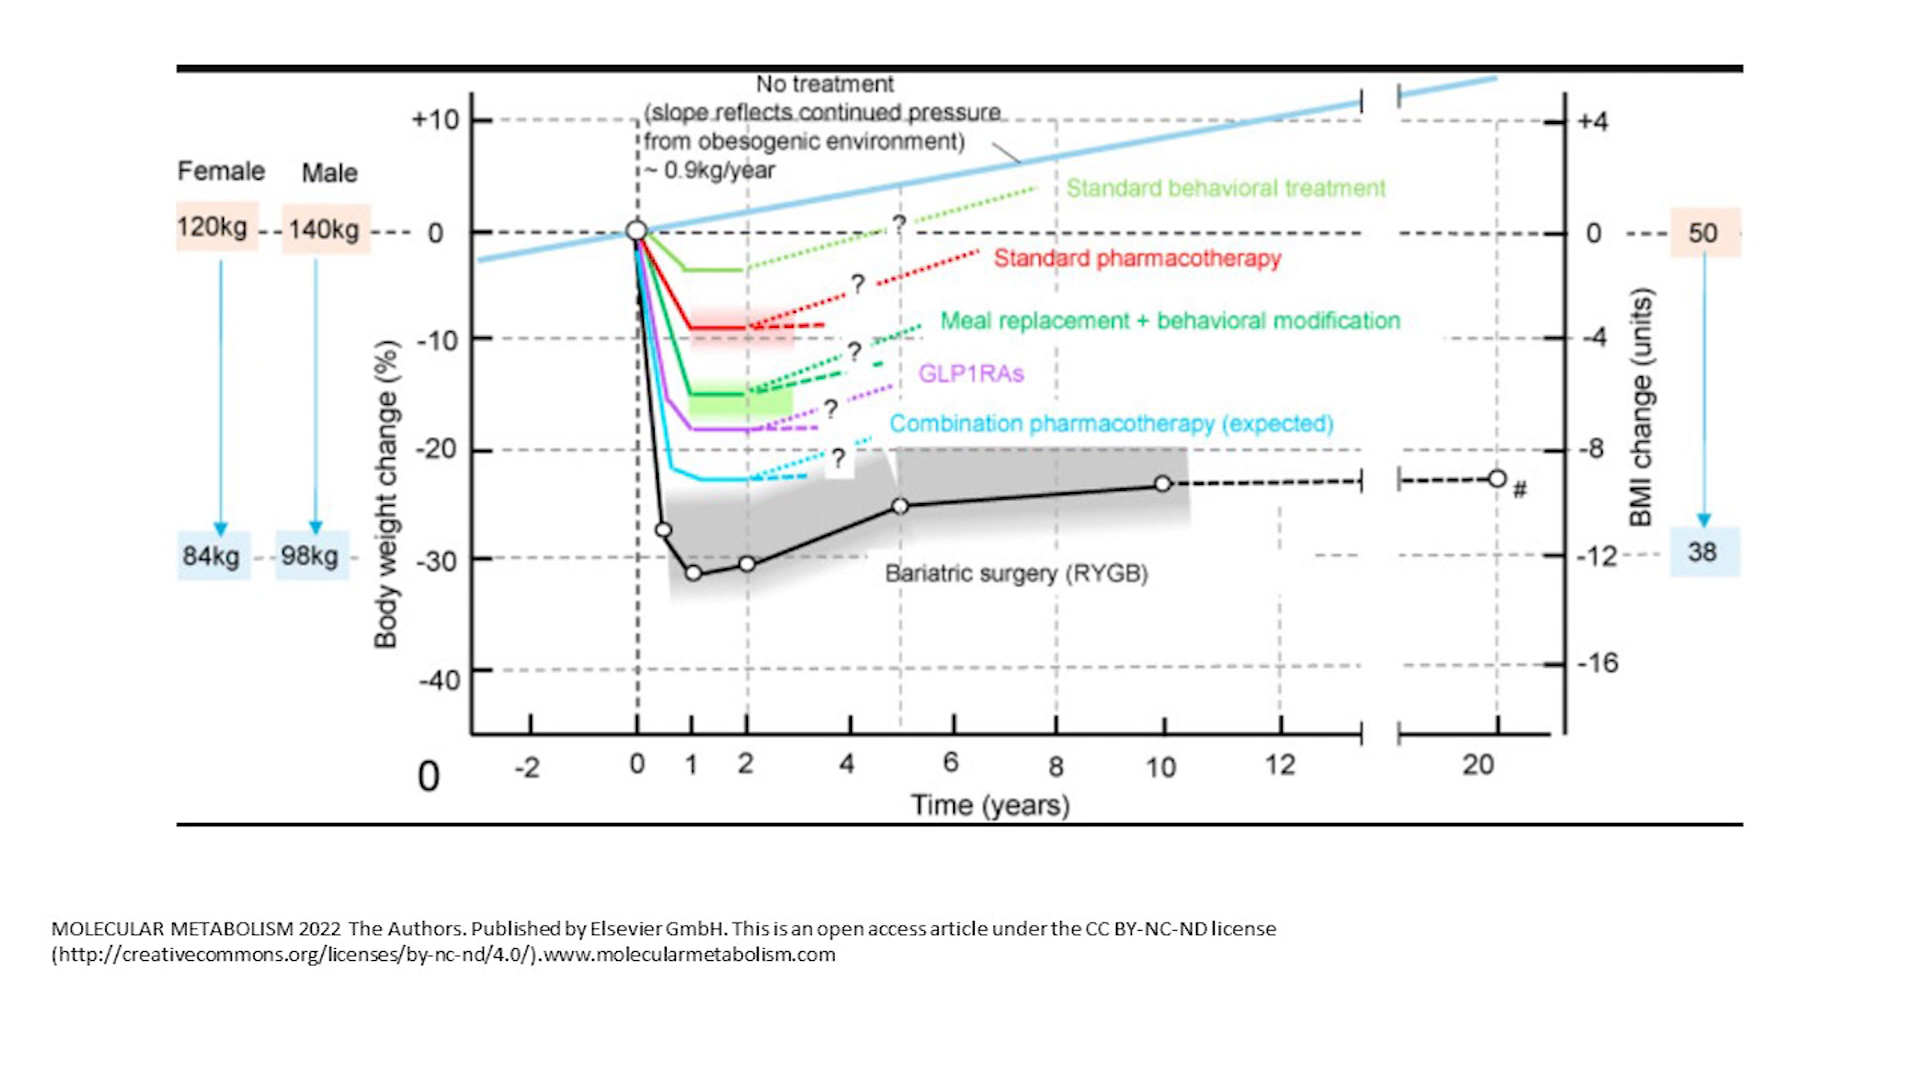 No treatment
(slope reflects continued pressure
from obesogenic environment)
~ 0.9kg/year
Female Male
120kg 140kg
84kg 98kg
Body weight change (%)
+10
0
-10
-20
-30
-40
Standard behavioral treatment
?
Standard pharmacotherapy
?
Meal replacement + behavioral modification
?
GLP1RAs
?
Combination pharmacotherapy (expected)
?
Bariatric surgery (RYGB)
#
+4
0
-4
-8
-12
-16
BMI change (units)
50
38
0 -2 0 1 2 4 6 8 10 12 20
Time (years)
MOLECULAR METABOLISM 2022 The Authors. Published by Elsevier GmbH. This is an open access article under the CC BY-NC-ND license
(http://creativecommons.org/licenses/by-nc-nd/4.0/).www.molecularmetabolism.com